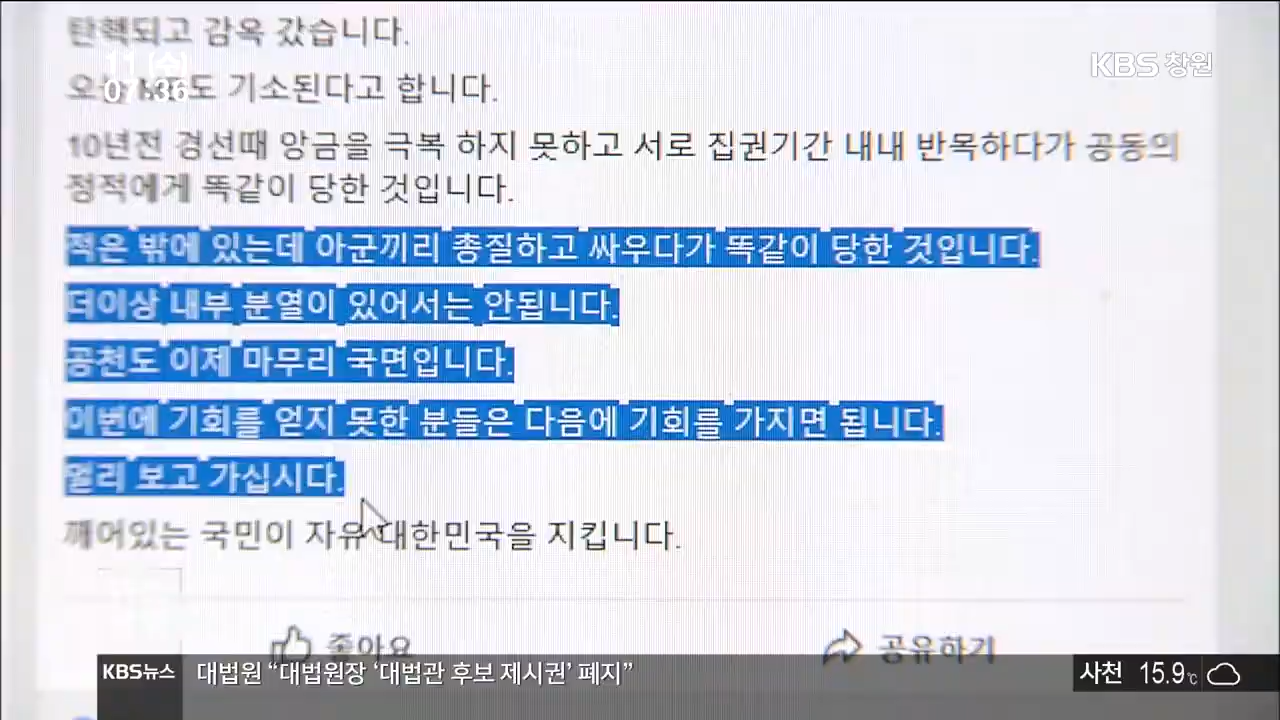 탄핵되고 감옥 갔습니다.
11 (수)
KBS 창원
07:36
오늘 MB도 기소된다고 합니다.
10년전 경선때 앙금을 극복 하지 못하고 서로 집권기간 내내 반목하다가 공동의
정적에게 똑같이 당한 것입니다.
적은 밖에 있는데 아군끼리 총질하고 싸우다가 똑같이 당한 것입니다.
더이상 내부 분열이 있어서는 안됩니다.
공천도 이제 마무리 국면입니다.
이번에 기회를 얻지 못한 분들은 다음에 기회를 가지면 됩니다.
멀리 보고 가십시다.
깨어있는 국민이 자유 대한민국을 지킵니다.
좋아요
공유하기
KBS뉴스
대법원 “대법원장 ‘대법관 후보 제시권’ 폐지”
사천 15.9℃